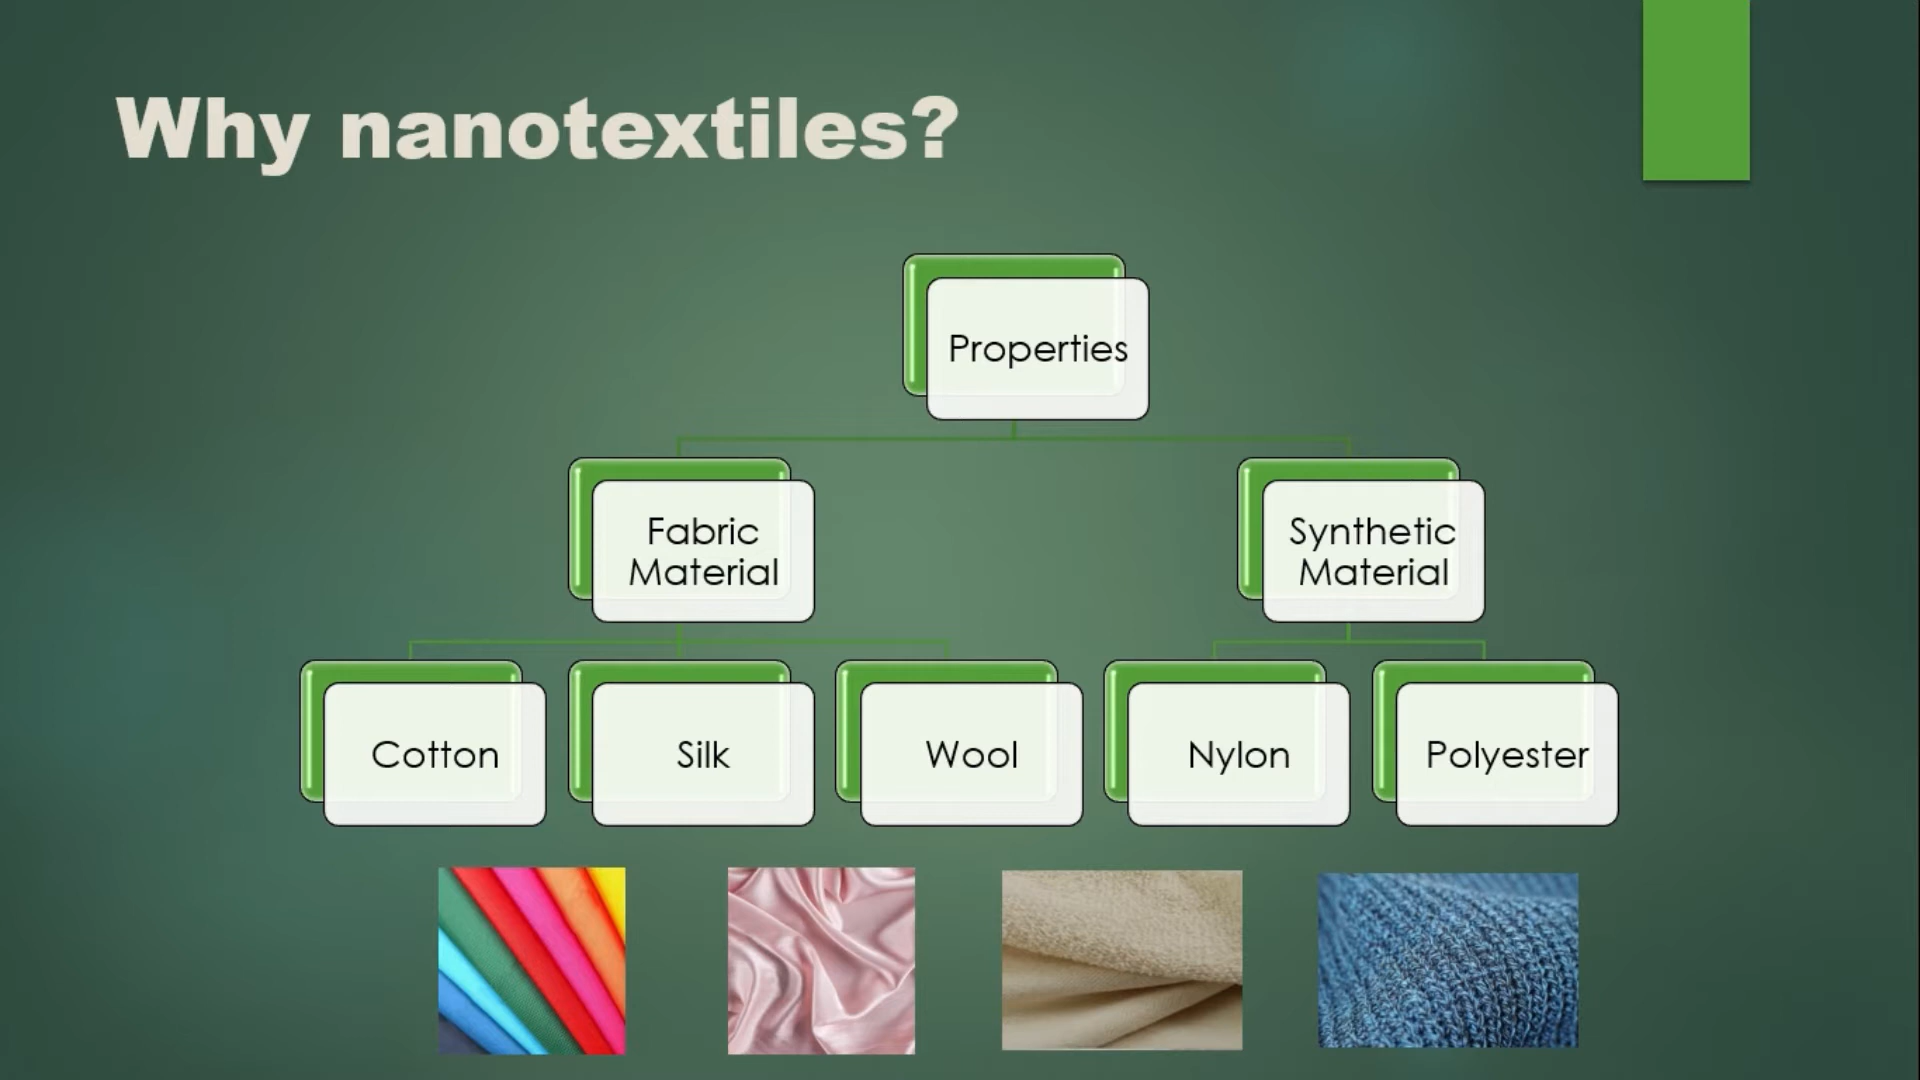 Why nanotextiles?
Properties
Fabric
Material
Synthetic
Material
Cotton
Silk
Wool
Nylon
Polyester